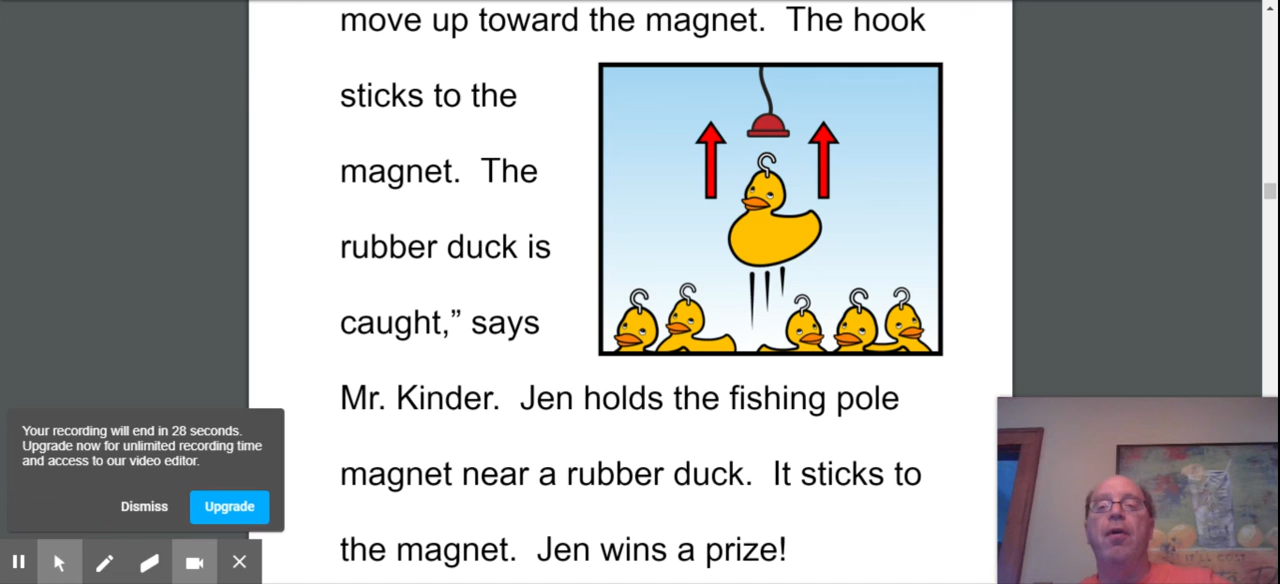 move up toward the magnet.  The hook
sticks to the
magnet.  The
rubber duck is
caught,” says
Mr. Kinder.  Jen holds the fishing pole
magnet near a rubber duck.  It sticks to
the magnet.  Jen wins a prize!
Your recording will end in 28 seconds.
Upgrade now for unlimited recording time
and access to our video editor.
Dismiss
Upgrade